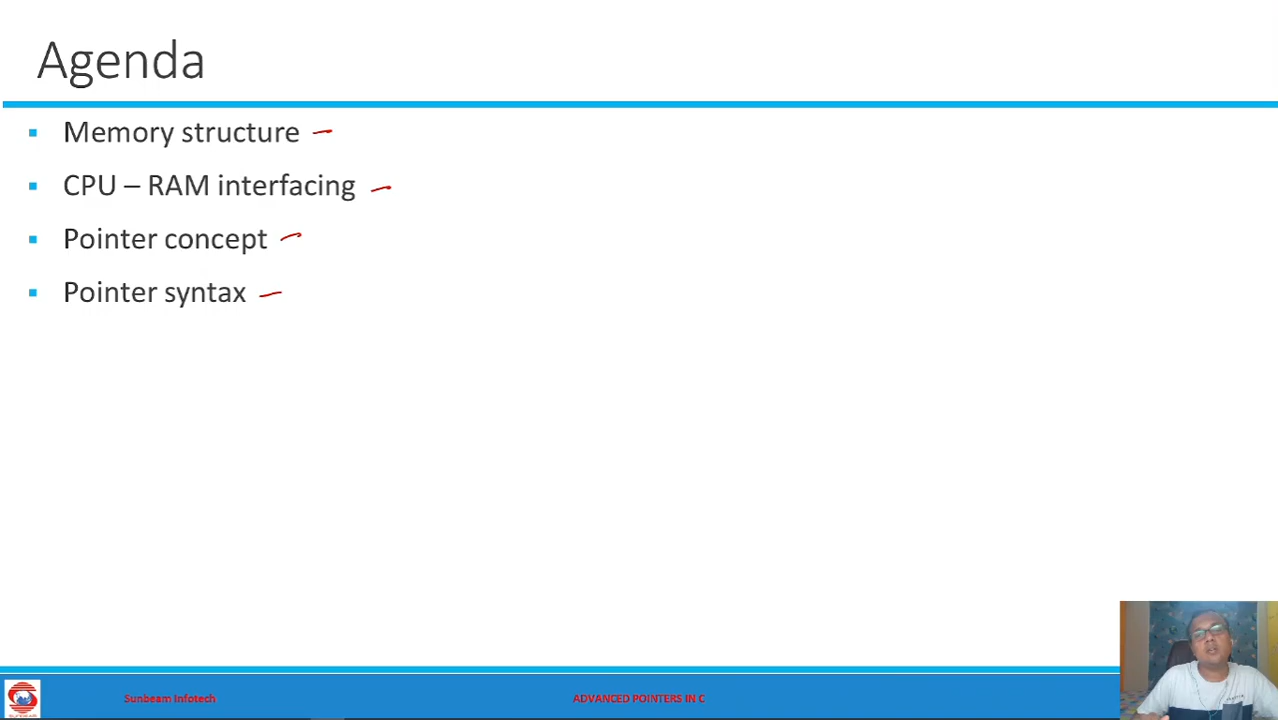 Agenda
Memory structure
CPU – RAM interfacing
Pointer concept
Pointer syntax
Sunbeam Infotech
ADVANCED POINTERS IN C